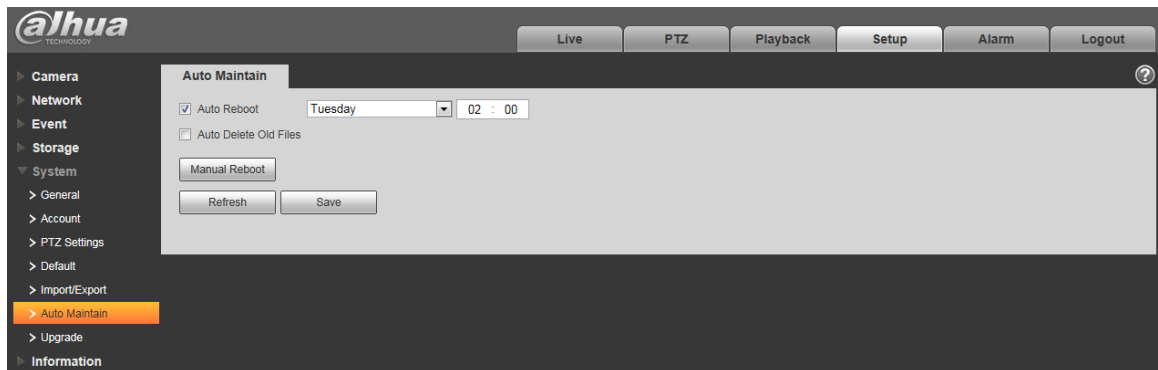 alhua
TECHNOLOGY
Live PTZ Playback Setup Alarm Logout
Camera
Network
Event
Storage
System
> General
> Account
> PTZ Settings
> Default
> Import/Export
> Auto Maintain
> Upgrade
Information
Auto Maintain
?
Auto Reboot Tuesday 02 : 00
Auto Delete Old Files
Manual Reboot
Refresh Save